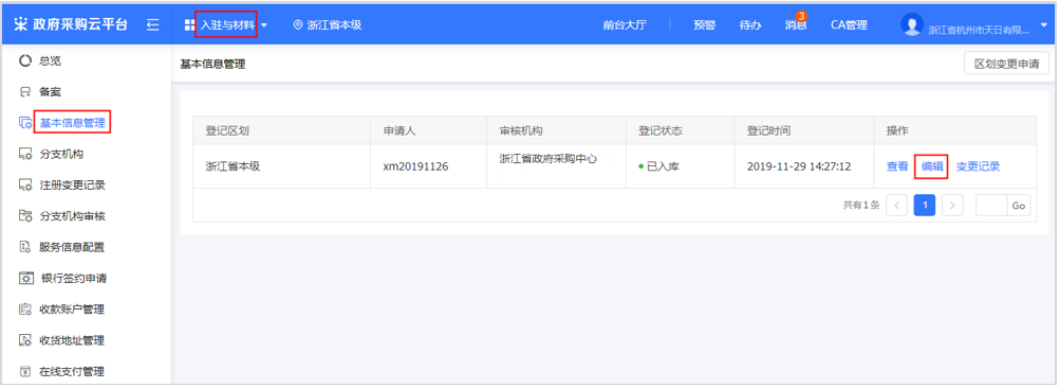 政府采购云平台 入驻与材料 浙江省本级 前台大厅 预警 待办 消息 3 CA管理 浙江省杭州市天日有限...
总览
基本信息管理 区划变更申请
备案
基本信息管理
分支机构
注册变更记录
分支机构审核
服务信息配置
银行签约申请
收款账户管理
收货地址管理
在线支付管理
登记区划 申请人 审核机构 登记状态 登记时间 操作
浙江省本级 xm20191126 浙江省政府采购中心 已入库 2019-11-29 14:27:12 查看 编辑 变更记录
共有1条 < 1 > Go